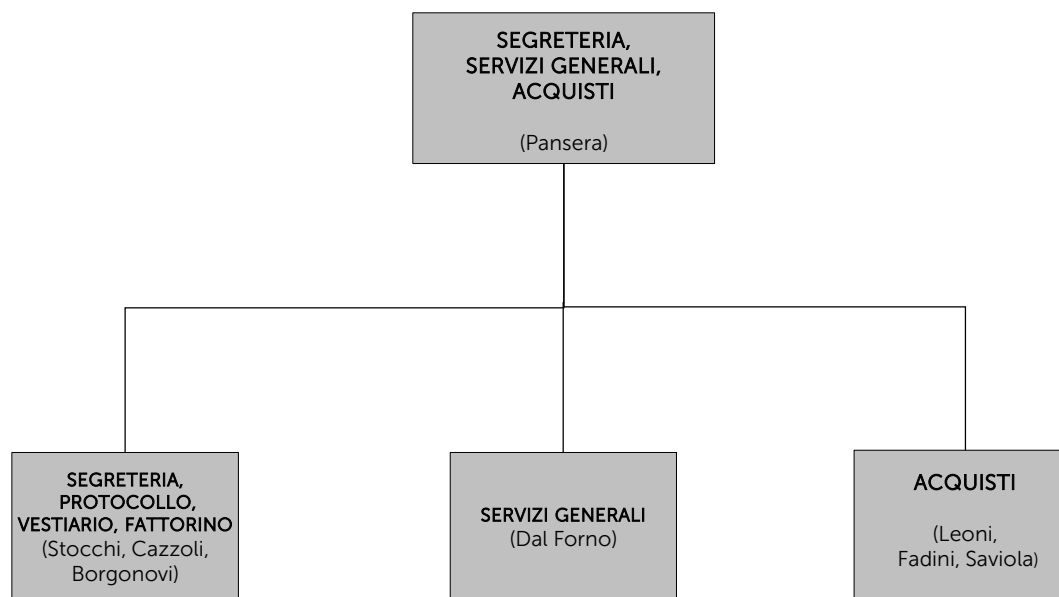 SEGRETERIA,
SERVIZI GENERALI,
ACQUISTI
(Pansera)
SEGRETERIA,
PROTOCOLLO,
VESTIARIO, FATTORINO
(Stocchi, Cazzoli,
Borgonovi)
SERVIZI GENERALI
(Dal Forno)
ACQUISTI
(Leoni,
Fadini, Saviola)